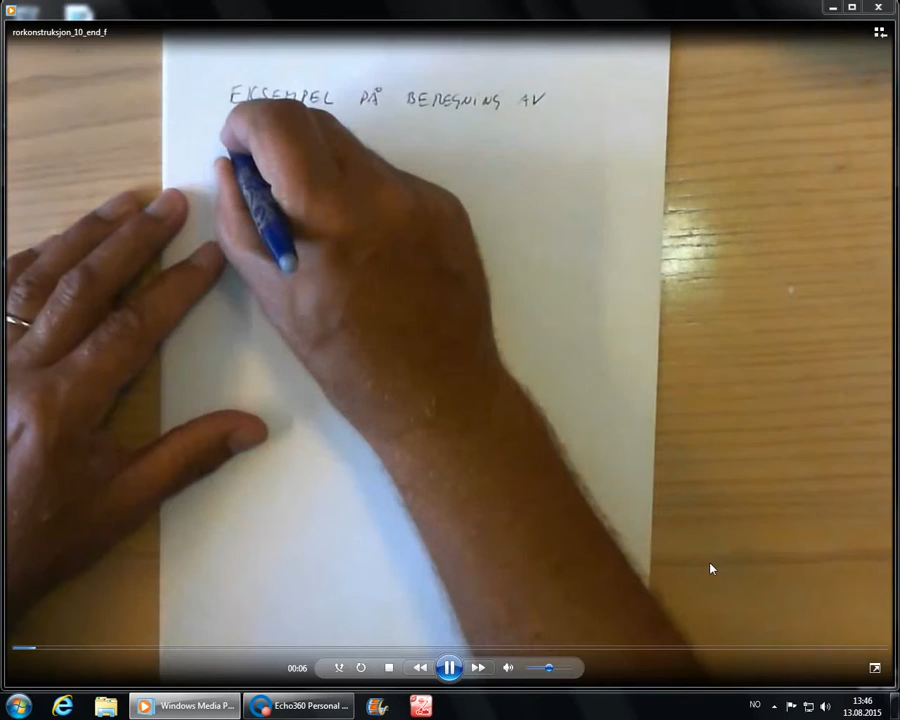 rorkonstruksjon_10_end_f
EKSEMPEL PÅ BEREGNING AV
00:06
Windows Media P...
Echo360 Personal ...
NO
13:46
13.08.2015